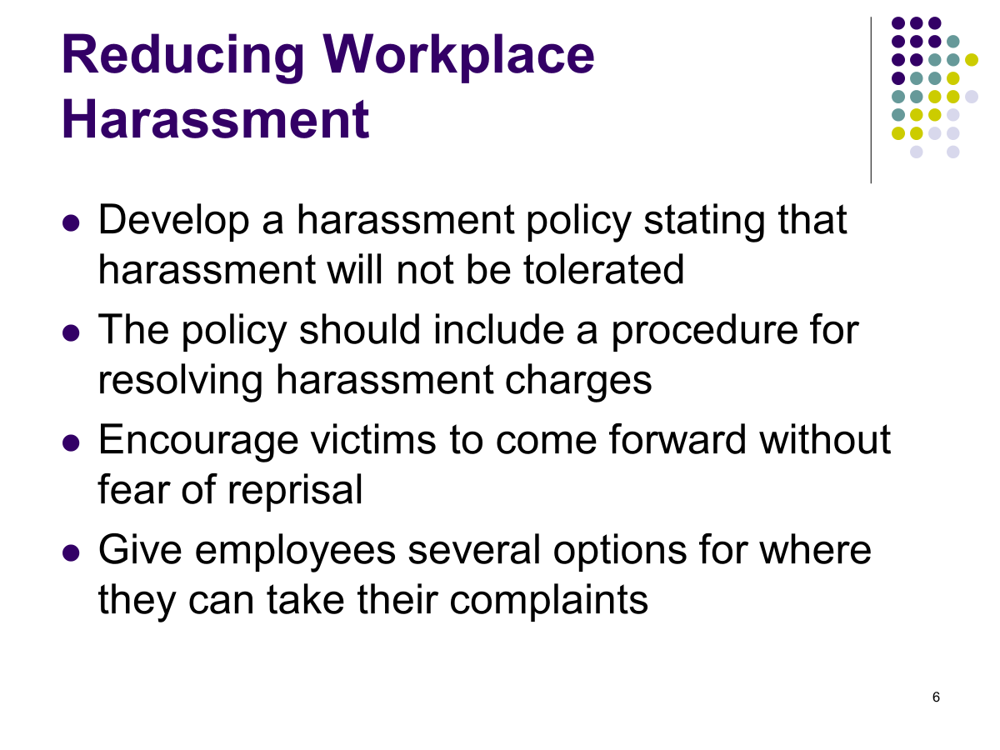 Reducing Workplace
Harassment
Develop a harassment policy stating that
harassment will not be tolerated
The policy should include a procedure for
resolving harassment charges
Encourage victims to come forward without
fear of reprisal
Give employees several options for where
they can take their complaints
6